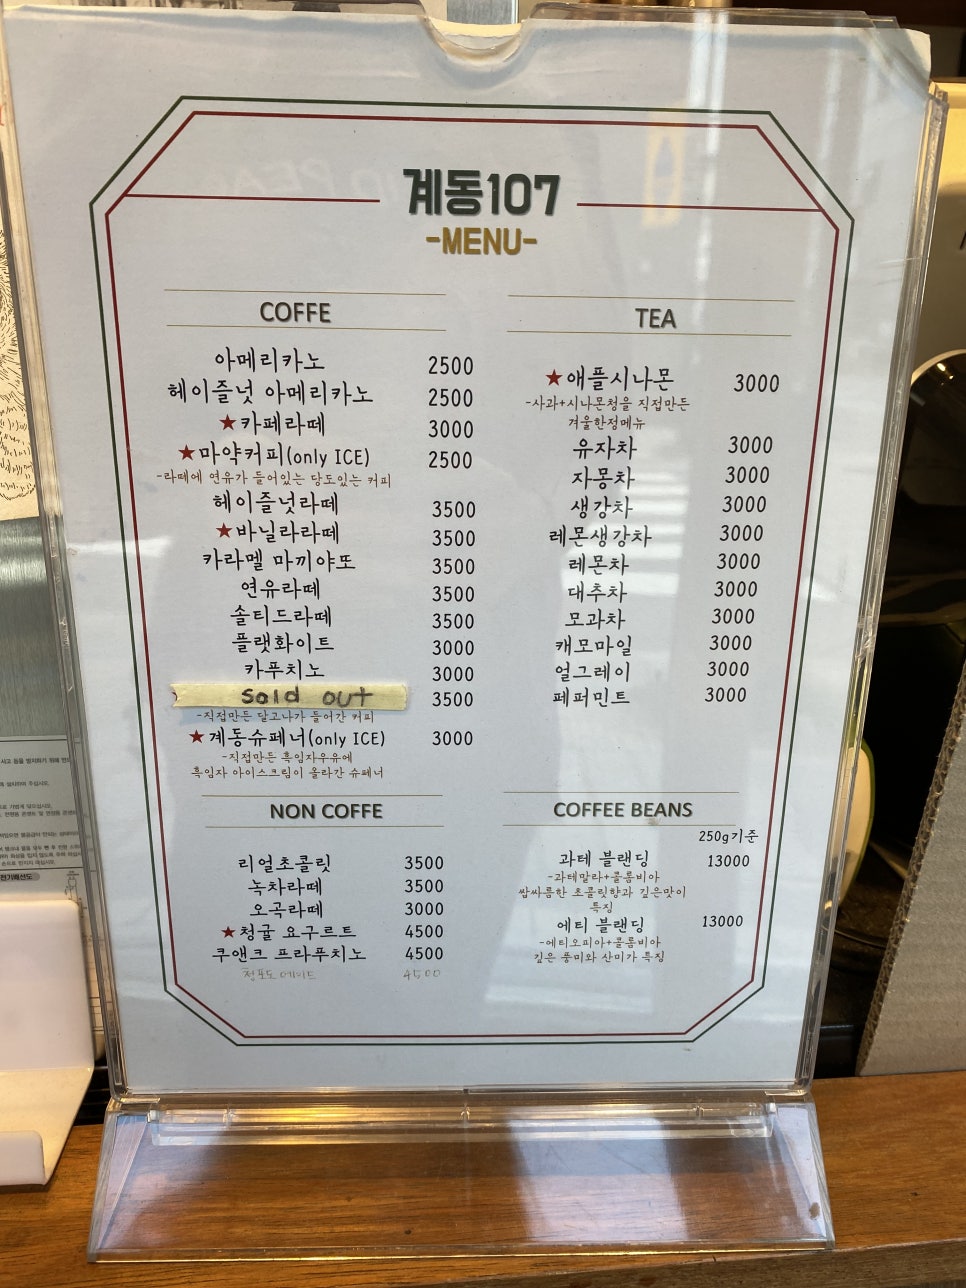 계동107
-MENU-
COFFE
아메리카노 2500
헤이즐넛 아메리카노 2500
★카페라떼 3000
★마약커피(only ICE) 2500
-라떼에 연유가 들어있는 당도있는 커피
헤이즐넛라떼 3500
★바닐라라떼 3500
카라멜 마끼야또 3500
연유라떼 3500
솔티드라떼 3500
플랫화이트 3000
카푸치노 3000
Sold out 3500
-직접만든 달고나가 들어간 커피
★계동슈페너(only ICE) 3000
-직접만든 흑임자우유에
흑임자 아이스크림이 올라간 슈페너
TEA
★애플시나몬 3000
-사과+시나몬청을 직접만든
겨울한정메뉴
유자차 3000
자몽차 3000
생강차 3000
레몬생강차 3000
레몬차 3000
대추차 3000
모과차 3000
캐모마일 3000
얼그레이 3000
페퍼민트 3000
NON COFFE
리얼초콜릿 3500
녹차라떼 3500
오곡라떼 3000
★청귤 요구르트 4500
쿠앤크 프라푸치노 4500
청포도 에이드 4500
COFFEE BEANS
250g기준
과테 블랜딩 13000
-과테말라+콜롬비아
쌉싸름한 초콜릿향과 깊은맛이
특징
에티 블랜딩 13000
-에티오피아+콜롬비아
깊은 풍미와 산미가 특징